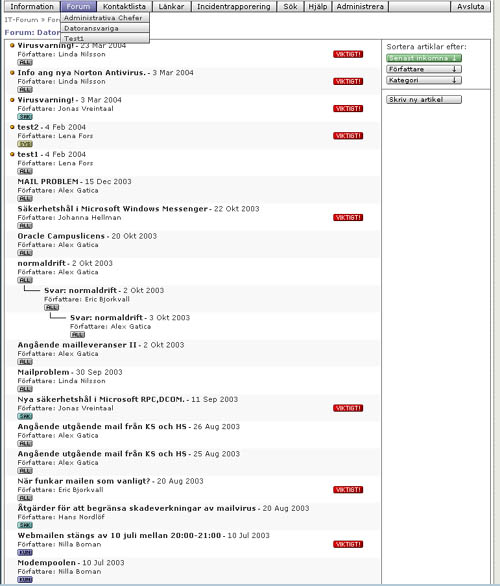 Information Forum Kontaktlista Länkar Incidentrapporering Sök Hjälp Administrera Avsluta
IT-Forum » For
Administrativa Chefer
Datoransvariga
Test1
Forum: Dator
Sortera artiklar efter:
Senast inkomna ↓
Författare ↓
Kategori ↓
Skriv ny artikel
Virusvarning! - 23 Mar 2004
Författare: Linda Nilsson VIKTIGT!
ALL
Info ang nya Norton Antivirus. - 3 Mar 2004
Författare: Linda Nilsson VIKTIGT!
ALL
Virusvarning! - 3 Mar 2004
Författare: Jonas Vreintaal VIKTIGT!
SÄK
test2 - 4 Feb 2004
Författare: Lena Fors VIKTIGT!
SYS
test1 - 4 Feb 2004
Författare: Lena Fors
ALL
MAIL PROBLEM - 15 Dec 2003
Författare: Alex Gatica
ALL
Säkerhetshål i Microsoft Windows Messenger - 22 Okt 2003
Författare: Johanna Hellman VIKTIGT!
ALL
Oracle Campuslicens - 20 Okt 2003
Författare: Alex Gatica
ALL
normaldrift - 2 Okt 2003
Författare: Alex Gatica
ALL
Svar: normaldrift - 2 Okt 2003
Författare: Eric Bjorkvall
ALL
Svar: normaldrift - 3 Okt 2003
Författare: Alex Gatica
ALL
Angående mailleveranser II - 2 Okt 2003
Författare: Alex Gatica
ALL
Mailproblem - 30 Sep 2003
Författare: Linda Nilsson
ALL
Nya säkerhetshål i Microsoft RPC,DCOM. - 11 Sep 2003
Författare: Jonas Vreintaal VIKTIGT!
SÄK
Angående utgående mail från KS och HS - 26 Aug 2003
Författare: Alex Gatica
ALL
Angående utgående mail från KS och HS - 25 Aug 2003
Författare: Alex Gatica
ALL
När funkar mailen som vanligt? - 20 Aug 2003
Författare: Eric Bjorkvall VIKTIGT!
ALL
Åtgärder för att begränsa skadeverkningar av mailvirus - 20 Aug 2003
Författare: Hans Nordlöf
SÄK
Webmailen stängs av 10 juli mellan 20:00-21:00 - 10 Jul 2003
Författare: Nilla Boman VIKTIGT!
KOM
Modempoolen - 10 Jul 2003
Författare: Nilla Boman
KOM